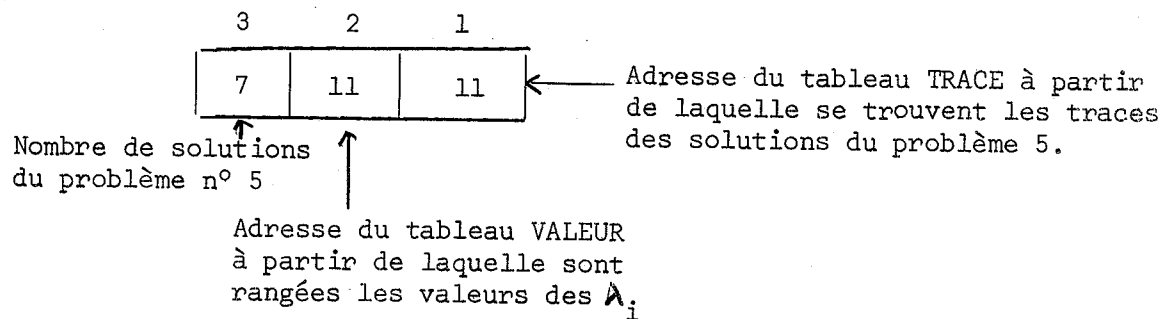 3 2 1
7 11 11
Adresse du tableau TRACE à partir
de laquelle se trouvent les traces
des solutions du problème 5.
Nombre de solutions
du problème nº 5
Adresse du tableau VALEUR
à partir de laquelle sont
rangées les valeurs des λi